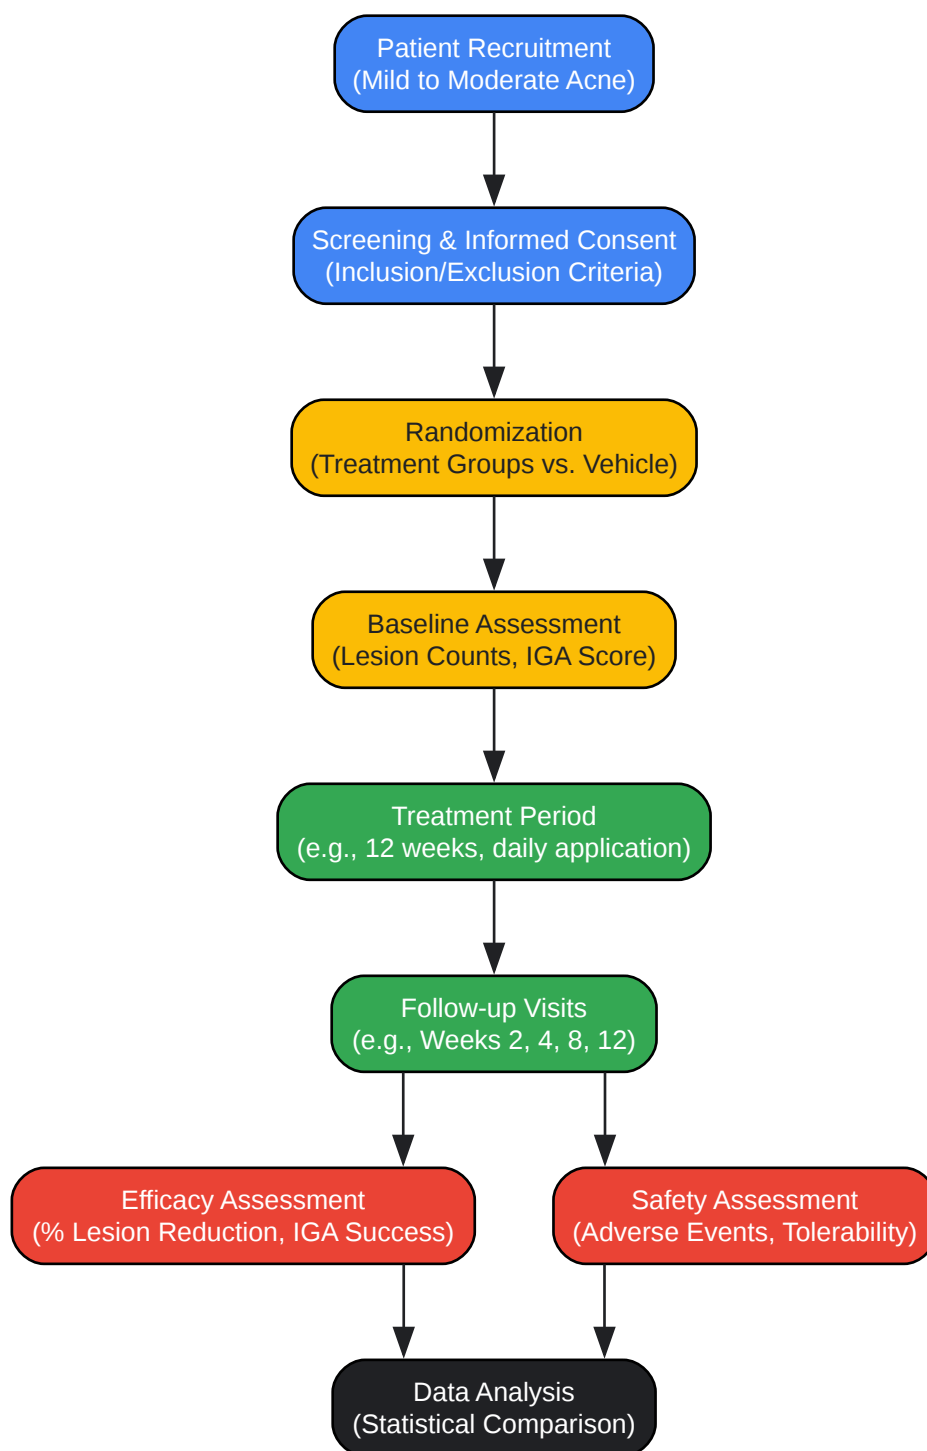 Patient Recruitment
(Mild to Moderate Acne)
Screening & Informed Consent
(Inclusion/Exclusion Criteria)
Randomization
(Treatment Groups vs. Vehicle)
Baseline Assessment
(Lesion Counts, IGA Score)
Treatment Period
(e.g., 12 weeks, daily application)
Follow-up Visits
(e.g., Weeks 2, 4, 8, 12)
Efficacy Assessment
(% Lesion Reduction, IGA Success)
Safety Assessment
(Adverse Events, Tolerability)
Data Analysis
(Statistical Comparison)